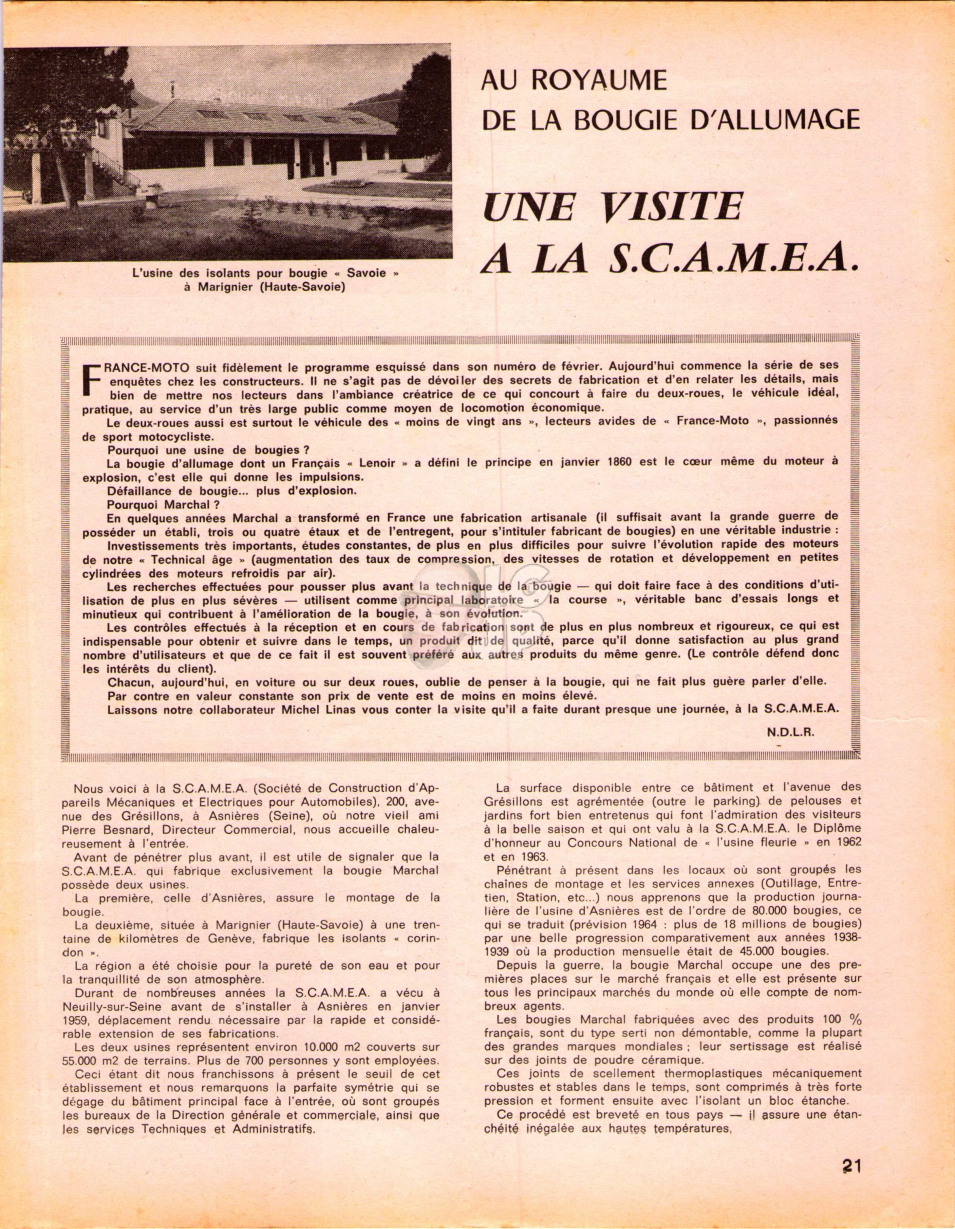 AU ROYAUME
DE LA BOUGIE D'ALLUMAGE
UNE VISITE
A LA S.C.A.M.E.A.
L'usine des isolants pour bougie « Savoie »
à Marignier (Haute-Savoie)
FRANCE-MOTO suit fidèlement le programme esquissé dans son numéro de février. Aujourd'hui commence la série de ses
enquêtes chez les constructeurs. Il ne s'agit pas de dévoiler des secrets de fabrication et d'en relater les détails, mais
bien de mettre nos lecteurs dans l'ambiance créatrice de ce qui concourt à faire du deux-roues, le véhicule idéal,
pratique, au service d'un très large public comme moyen de locomotion économique.
Le deux-roues aussi est surtout le véhicule des « moins de vingt ans », lecteurs avides de « France-Moto », passionnés
de sport motocycliste.
Pourquoi une usine de bougies ?
La bougie d'allumage dont un Français « Lenoir » a défini le principe en janvier 1860 est le cœur même du moteur à
explosion, c'est elle qui donne les impulsions.
Défaillance de bougie... plus d'explosion.
Pourquoi Marchal ?
En quelques années Marchal a transformé en France une fabrication artisanale (il suffisait avant la grande guerre de
posséder un établi, trois ou quatre étaux et de l'entregent, pour s'intituler fabricant de bougies) en une véritable industrie :
Investissements très importants, études constantes, de plus en plus difficiles pour suivre l'évolution rapide des moteurs
de notre « Technical âge » (augmentation des taux de compression, des vitesses de rotation et développement en petites
cylindrées des moteurs refroidis par air).
Les recherches effectuées pour pousser plus avant la technique de la bougie — qui doit faire face à des conditions d'uti-
lisation de plus en plus sévères — utilisent comme principal laboratoire « la course », véritable banc d'essais longs et
minutieux qui contribuent à l'amélioration de la bougie, à son évolution.
Les contrôles effectués à la réception et en cours de fabrication sont de plus en plus nombreux et rigoureux, ce qui est
indispensable pour obtenir et suivre dans le temps, un produit dit de qualité, parce qu'il donne satisfaction au plus grand
nombre d'utilisateurs et que de ce fait il est souvent préféré aux autres produits du même genre. (Le contrôle défend donc
les intérêts du client).
Chacun, aujourd'hui, en voiture ou sur deux roues, oublie de penser à la bougie, qui ne fait plus guère parler d'elle.
Par contre en valeur constante son prix de vente est de moins en moins élevé.
Laissons notre collaborateur Michel Linas vous conter la visite qu'il a faite durant presque une journée, à la S.C.A.M.E.A.
N.D.L.R.
Nous voici à la S.C.A.M.E.A. (Société de Construction d'Ap-
pareils Mécaniques et Electriques pour Automobiles), 200, ave-
nue des Grésillons, à Asnières (Seine), où notre vieil ami
Pierre Besnard, Directeur Commercial, nous accueille chaleu-
reusement à l'entrée.
Avant de pénétrer plus avant, il est utile de signaler que la
S.C.A.M.E.A. qui fabrique exclusivement la bougie Marchal
possède deux usines.
La première, celle d'Asnières, assure le montage de la
bougie.
La deuxième, située à Marignier (Haute-Savoie) à une tren-
taine de kilomètres de Genève, fabrique les isolants « corin-
don ».
La région a été choisie pour la pureté de son eau et pour
la tranquillité de son atmosphère.
Durant de nombreuses années la S.C.A.M.E.A. a vécu à
Neuilly-sur-Seine avant de s'installer à Asnières en janvier
1959, déplacement rendu nécessaire par la rapide et considé-
rable extension de ses fabrications.
Les deux usines représentent environ 10.000 m2 couverts sur
55.000 m2 de terrains. Plus de 700 personnes y sont employées.
Ceci étant dit nous franchissons à présent le seuil de cet
établissement et nous remarquons la parfaite symétrie qui se
dégage du bâtiment principal face à l'entrée, où sont groupés
les bureaux de la Direction générale et commerciale, ainsi que
les services Techniques et Administratifs.
La surface disponible entre ce bâtiment et l'avenue des
Grésillons est agrémentée (outre le parking) de pelouses et
jardins fort bien entretenus qui font l'admiration des visiteurs
à la belle saison et qui ont valu à la S.C.A.M.E.A. le Diplôme
d'honneur au Concours National de « l'usine fleurie » en 1962
et en 1963.
Pénétrant à présent dans les locaux où sont groupés les
chaînes de montage et les services annexes (Outillage, Entre-
tien, Station, etc...) nous apprenons que la production journa-
lière de l'usine d'Asnières est de l'ordre de 80.000 bougies, ce
qui se traduit (prévision 1964 : plus de 18 millions de bougies)
par une belle progression comparativement aux années 1938-
1939 où la production mensuelle était de 45.000 bougies.
Depuis la guerre, la bougie Marchal occupe une des pre-
mières places sur le marché français et elle est présente sur
tous les principaux marchés du monde où elle compte de nom-
breux agents.
Les bougies Marchal fabriquées avec des produits 100 %
français, sont du type serti non démontable, comme la plupart
des grandes marques mondiales ; leur sertissage est réalisé
sur des joints de poudre céramique.
Ces joints de scellement thermoplastiques mécaniquement
robustes et stables dans le temps, sont comprimés à très forte
pression et forment ensuite avec l'isolant un bloc étanche.
Ce procédé est breveté en tous pays — il assure une étan-
chéité inégalée aux hautes températures.
21